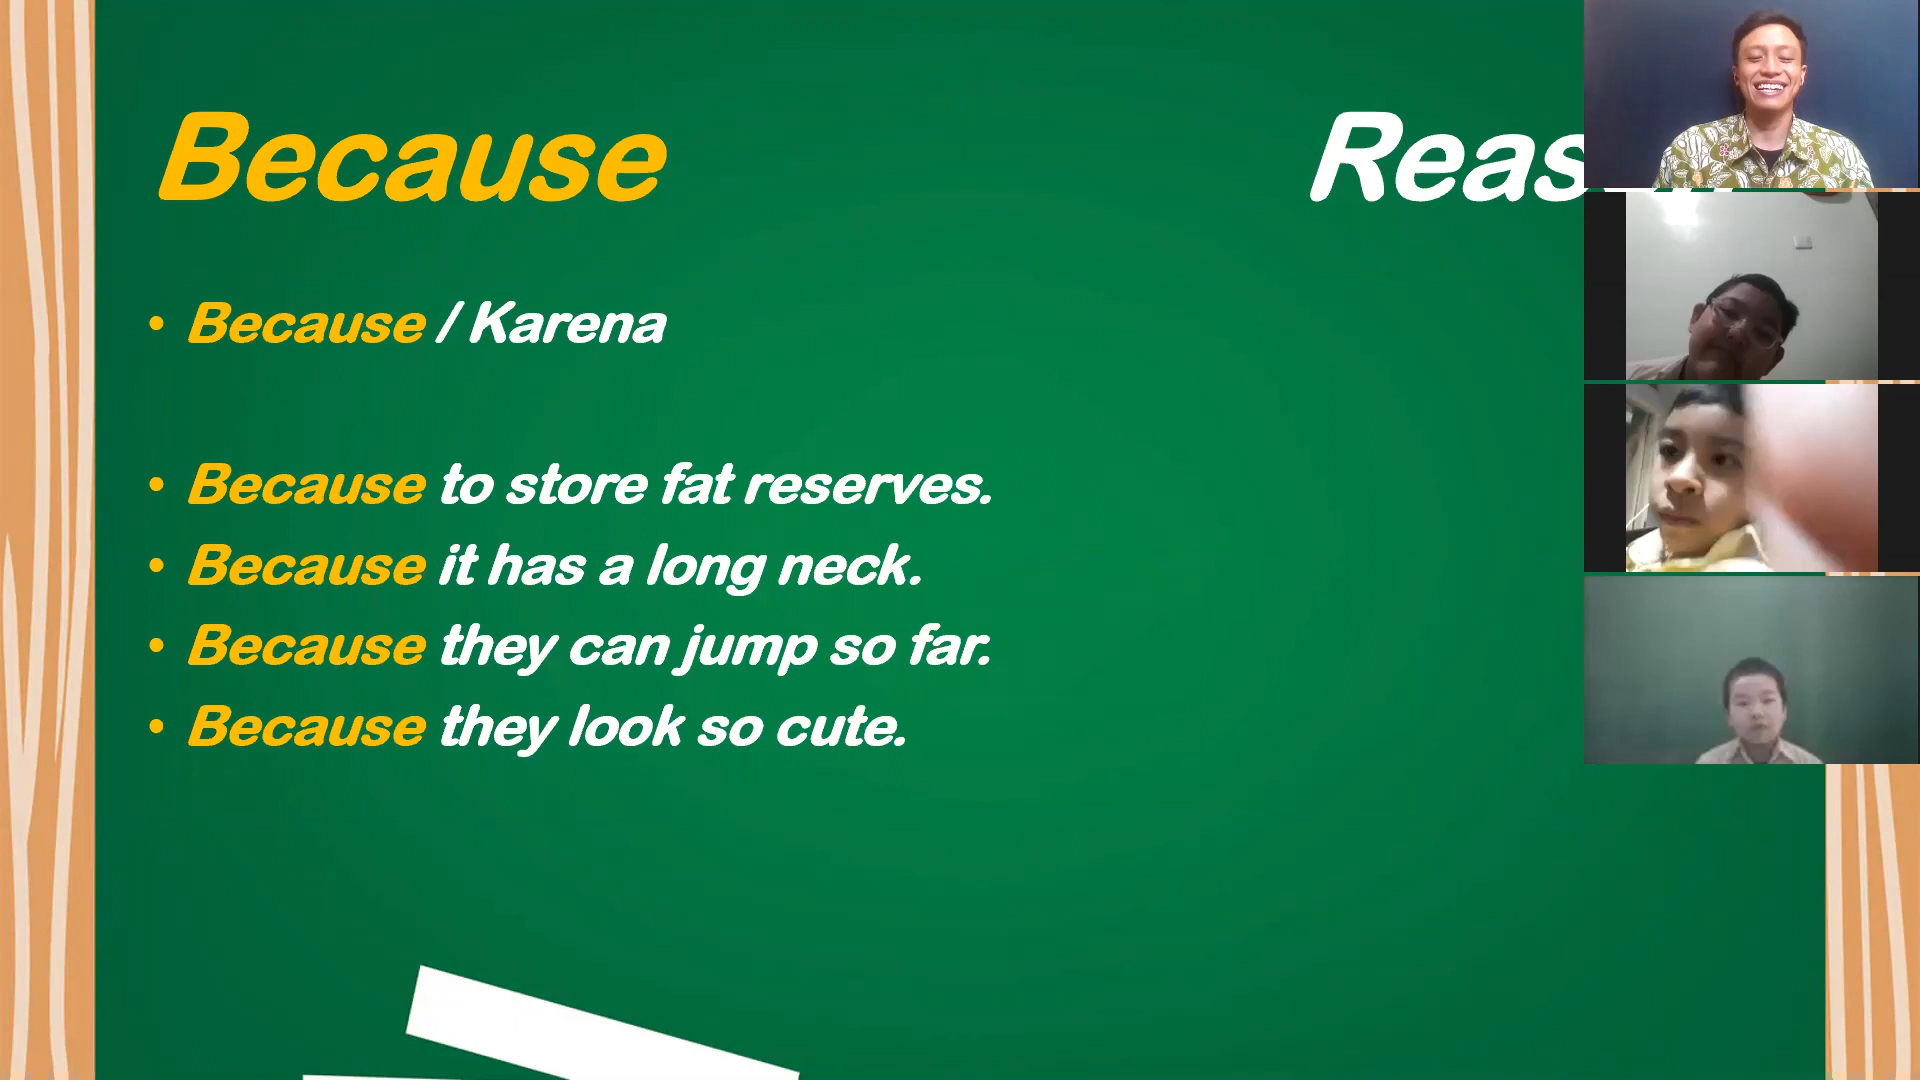 Because Reas
Because / Karena
Because to store fat reserves.
Because it has a long neck.
Because they can jump so far.
Because they look so cute.